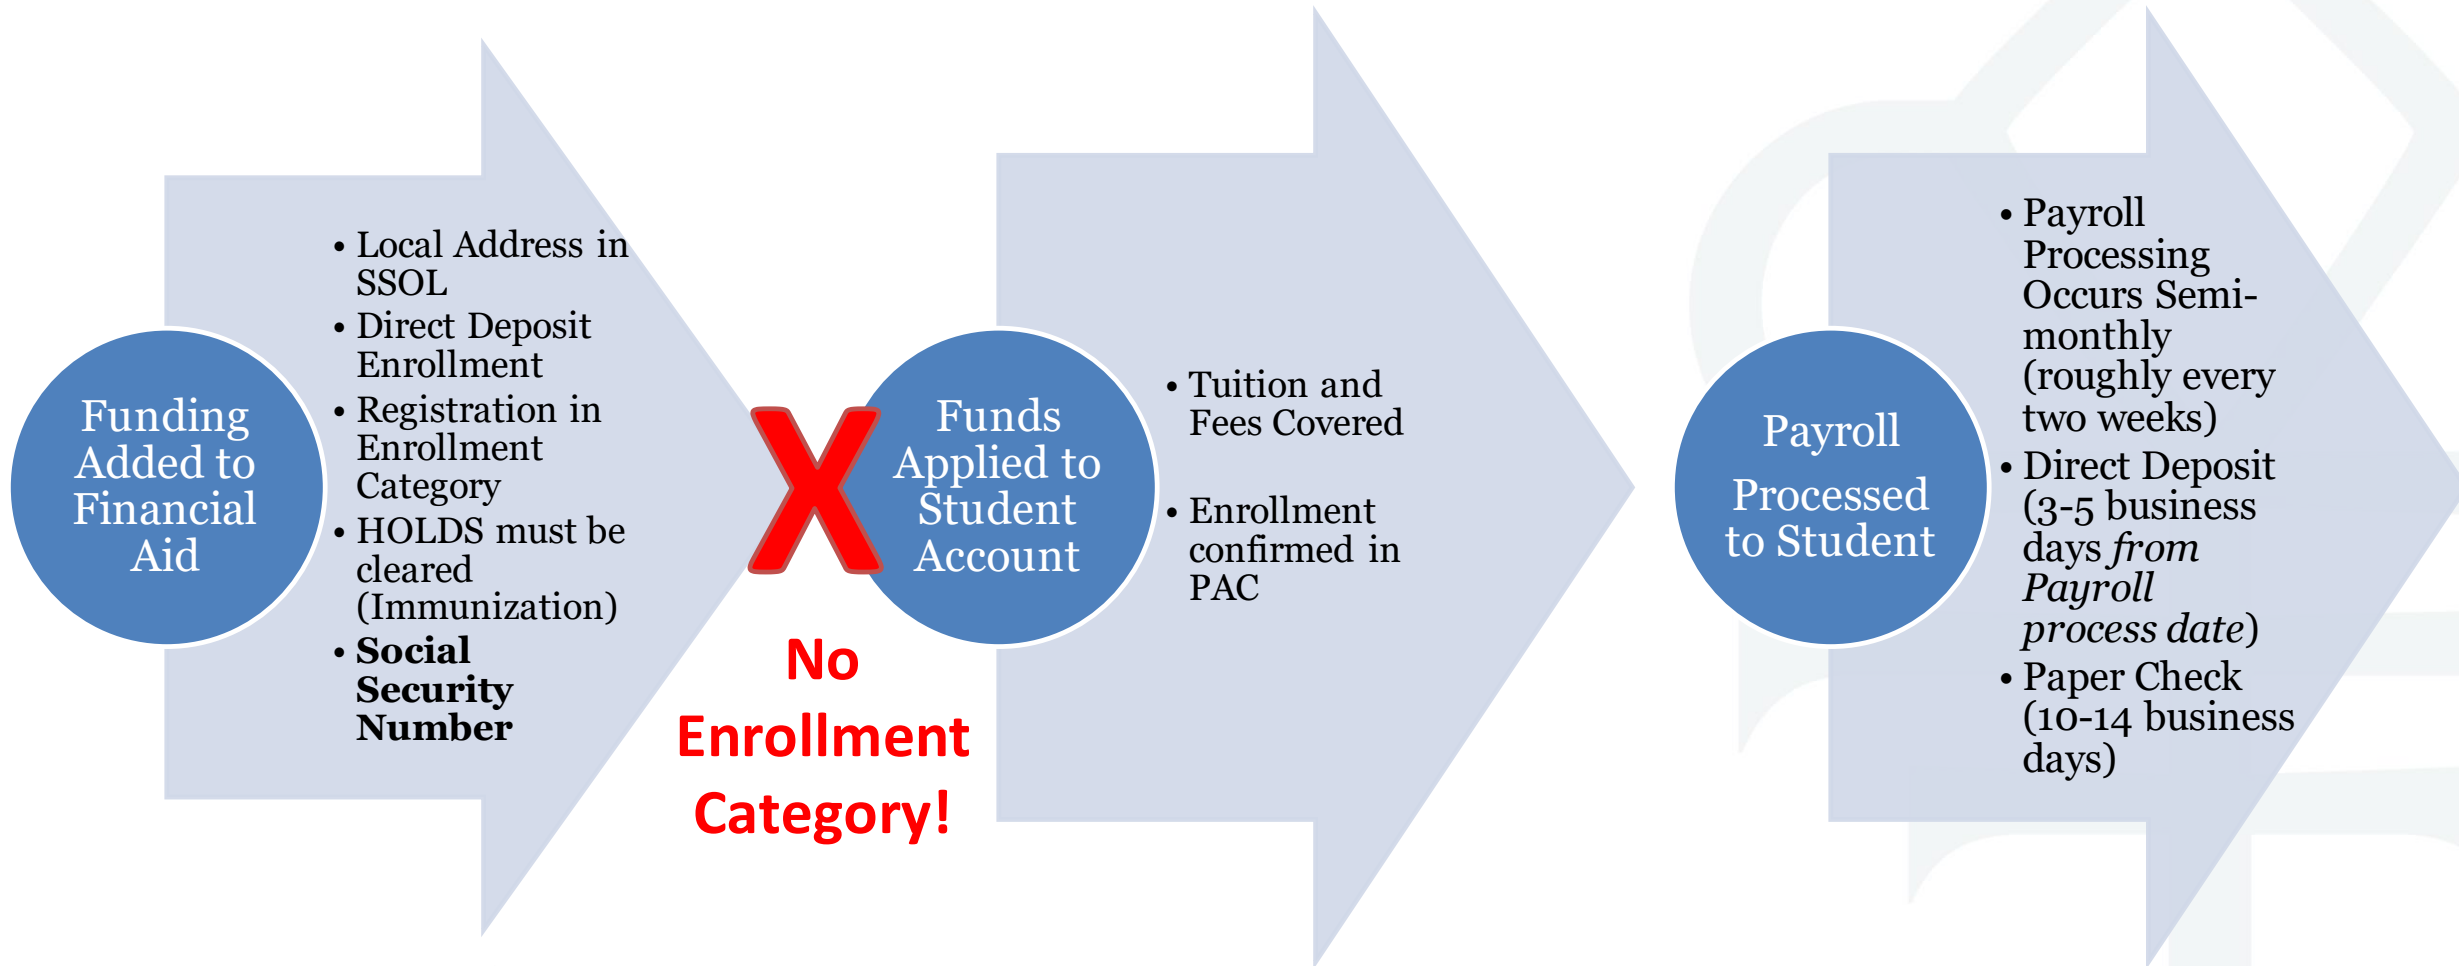 Funding
Added to
Financial
Aid
• Local Address in
SSOL
• Direct Deposit
Enrollment
• Registration in
Enrollment
Category
• HOLDS must be
cleared
(Immunization)
• Social
Security
Number
X
No
Enrollment
Category!
Funds
Applied to
Student
Account
• Tuition and
Fees Covered
• Enrollment
confirmed in
PAC
Payroll
Processed
to Student
• Payroll
Processing
Occurs Semi-
monthly
(roughly every
two weeks)
• Direct Deposit
(3-5 business
days from
Payroll
process date)
• Paper Check
(10-14 business
days)